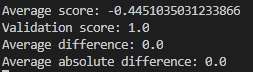 Average score: -0.4451035031233866
Validation score: 1.0
Average difference: 0.0
Average absolute difference: 0.0